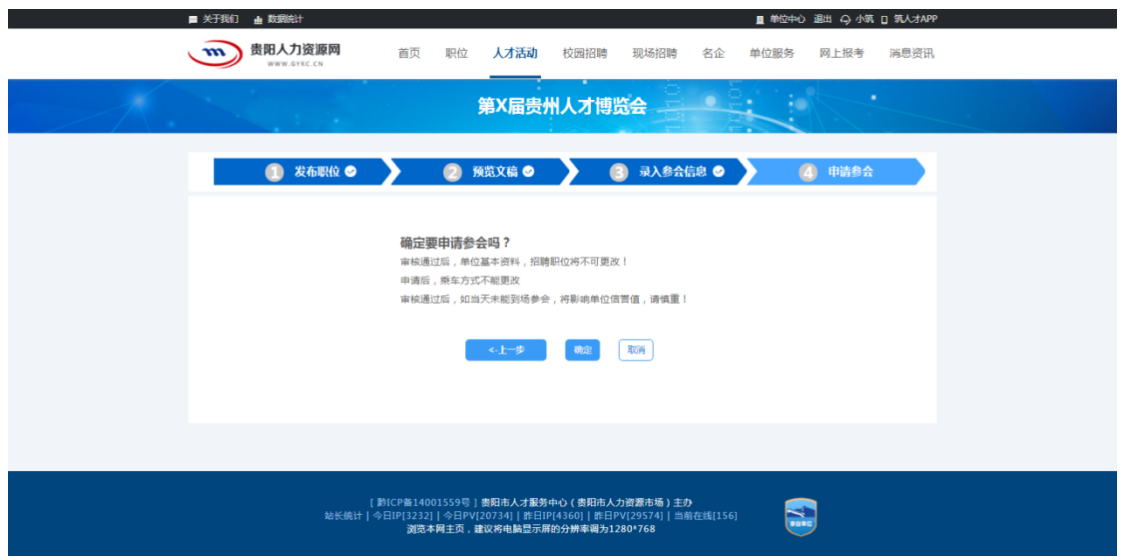 关于我们 数据统计 单位中心 退出 小筑 筑人才APP
贵阳人力资源网
WWW.GYRC.CN
首页 职位 人才活动 校园招聘 现场招聘 名企 单位服务 网上报考 消息资讯
第X届贵州人才博览会
1 发布职位 2 预览文稿 3 录入参会信息 4 申请参会
确定要申请参会吗？
审核通过后，单位基本资料，招聘职位将不可更改！
申请后，乘车方式不能更改
审核通过后，如当天未能到场参会，将影响单位信誉值，请慎重！
<-上一步 确定 取消
[ 黔ICP备14001559号 ] 贵阳市人才服务中心（贵阳市人力资源市场）主办
站长统计 | 今日IP[3232] | 今日PV[20734] | 昨日IP[4360] | 昨日PV[29574] | 当前在线[156]
浏览本网主页，建议将电脑显示屏的分辨率调为1280*768
事业单位